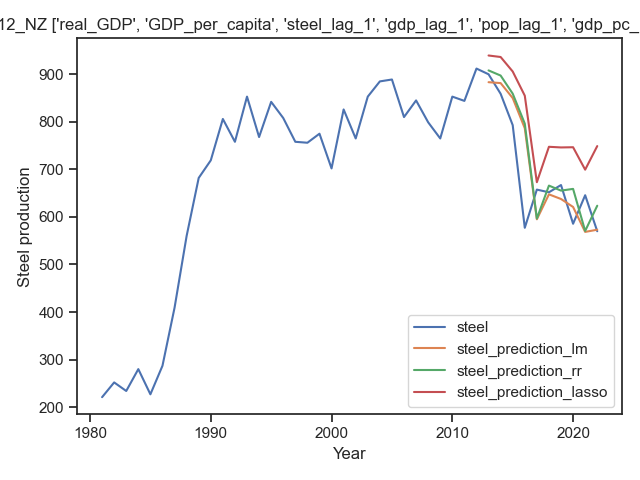 12_NZ ['real_GDP', 'GDP_per_capita', 'steel_lag_1', 'gdp_lag_1', 'pop_lag_1', 'gdp_pc_
900
800
700
600
500
400
300
200
Steel production
1980
1990
2000
2010
2020
Year
steel
steel_prediction_lm
steel_prediction_rr
steel_prediction_lasso